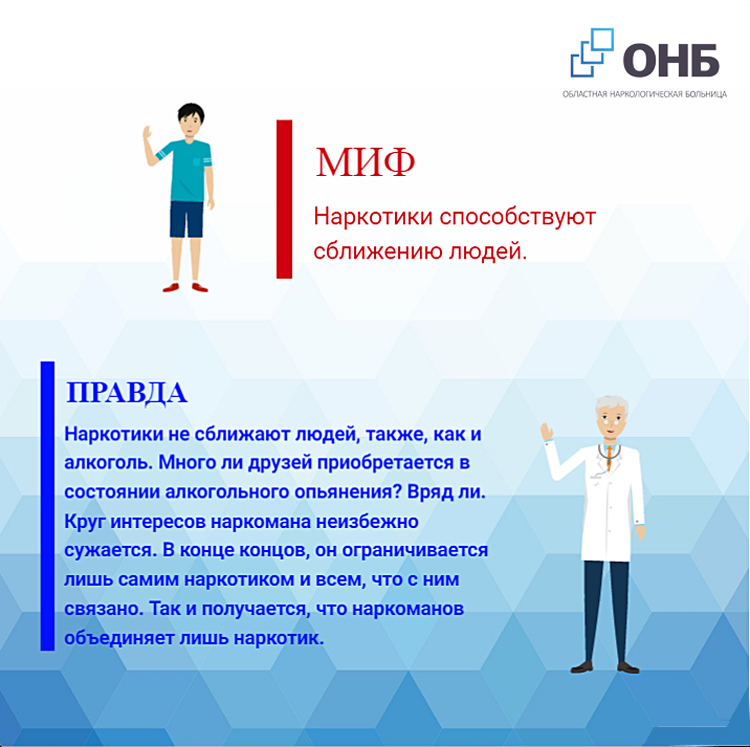 ОНБ
ОБЛАСТНАЯ НАРКОЛОГИЧЕСКАЯ БОЛЬНИЦА
МИФ
Наркотики способствуют
сближению людей.
ПРАВДА
Наркотики не сближают людей, также, как и
алкоголь. Много ли друзей приобретается в
состоянии алкогольного опьянения? Вряд ли.
Круг интересов наркомана неизбежно
сужается. В конце концов, он ограничивается
лишь самим наркотиком и всем, что с ним
связано. Так и получается, что наркоманов
объединяет лишь наркотик.